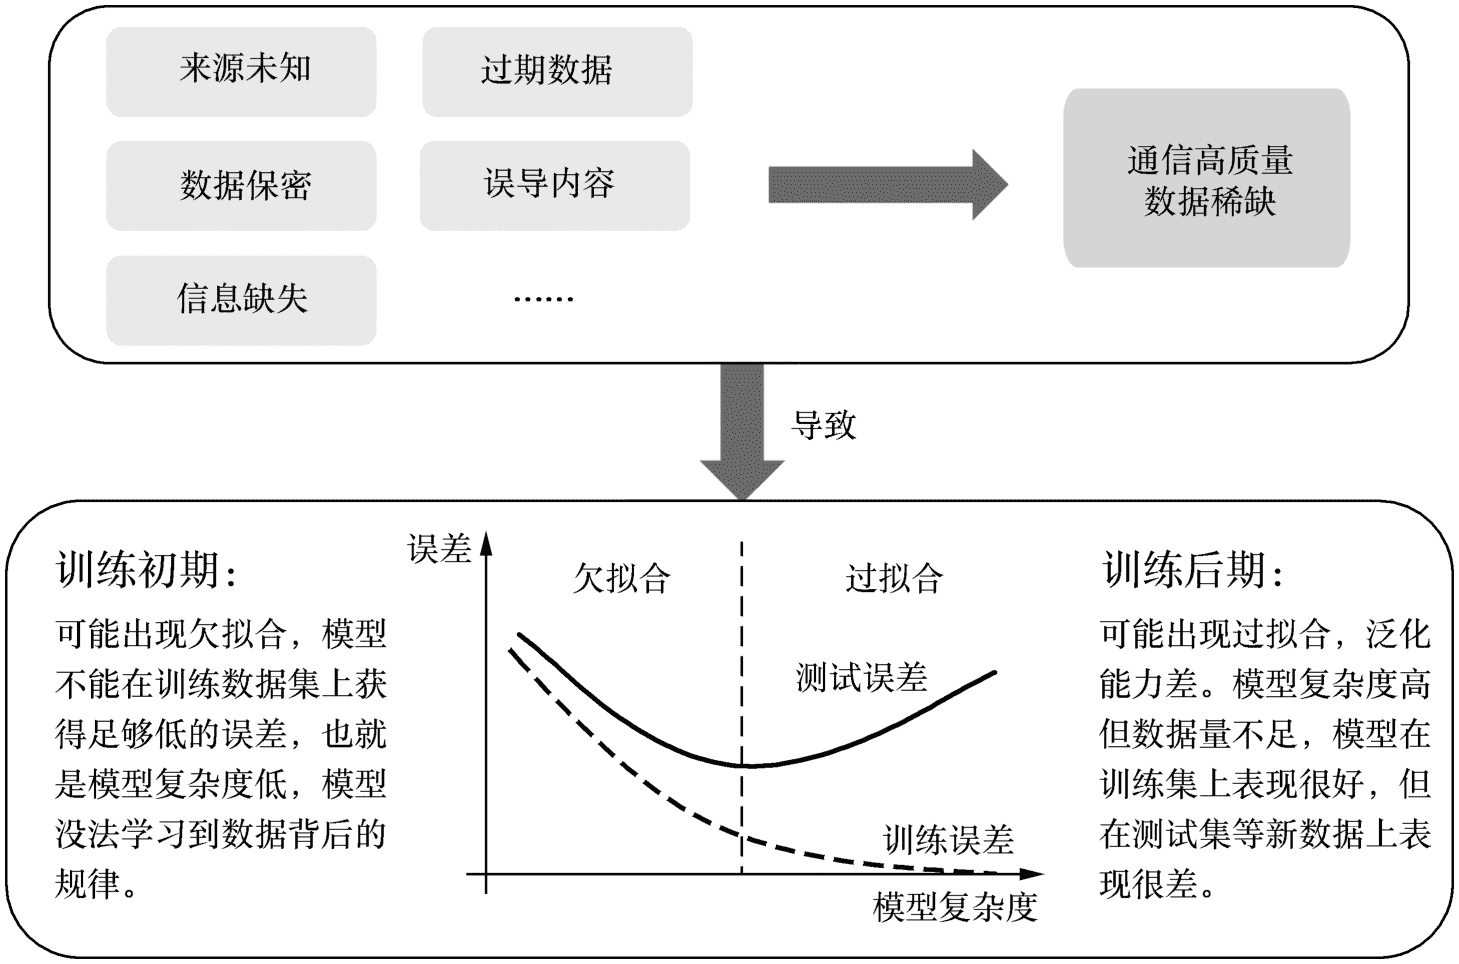 来源未知
过期数据
数据保密
误导内容
信息缺失
……
通信高质量
数据稀缺
导致
训练初期：
可能出现欠拟合，模型
不能在训练数据集上获
得足够低的误差，也就
是模型复杂度低，模型
没法学习到数据背后的
规律。
误差
欠拟合
过拟合
测试误差
训练误差
模型复杂度
训练后期：
可能出现过拟合，泛化
能力差。模型复杂度高
但数据量不足，模型在
训练集上表现很好，但
在测试集等新数据上表
现很差。